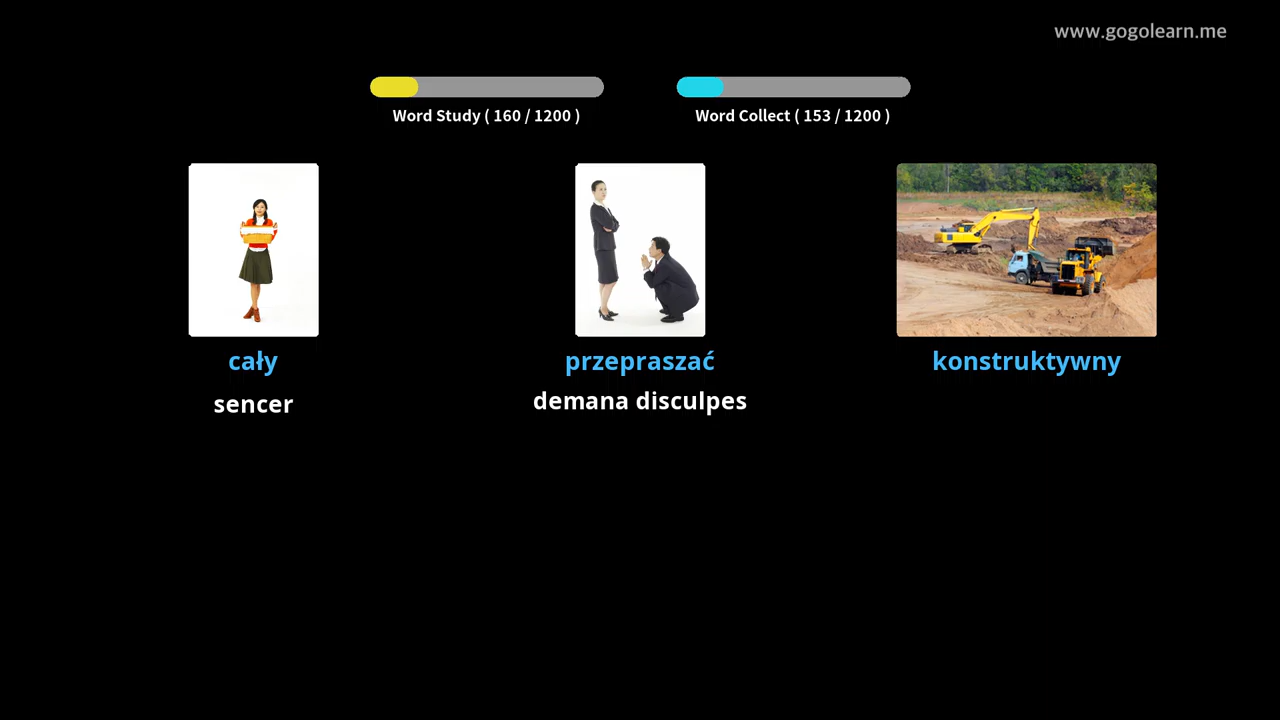 www.gogolearn.me
Word Study ( 160 / 1200 )
Word Collect ( 153 / 1200 )
cały
przepraszać
konstruktywny
sencer
demana disculpes